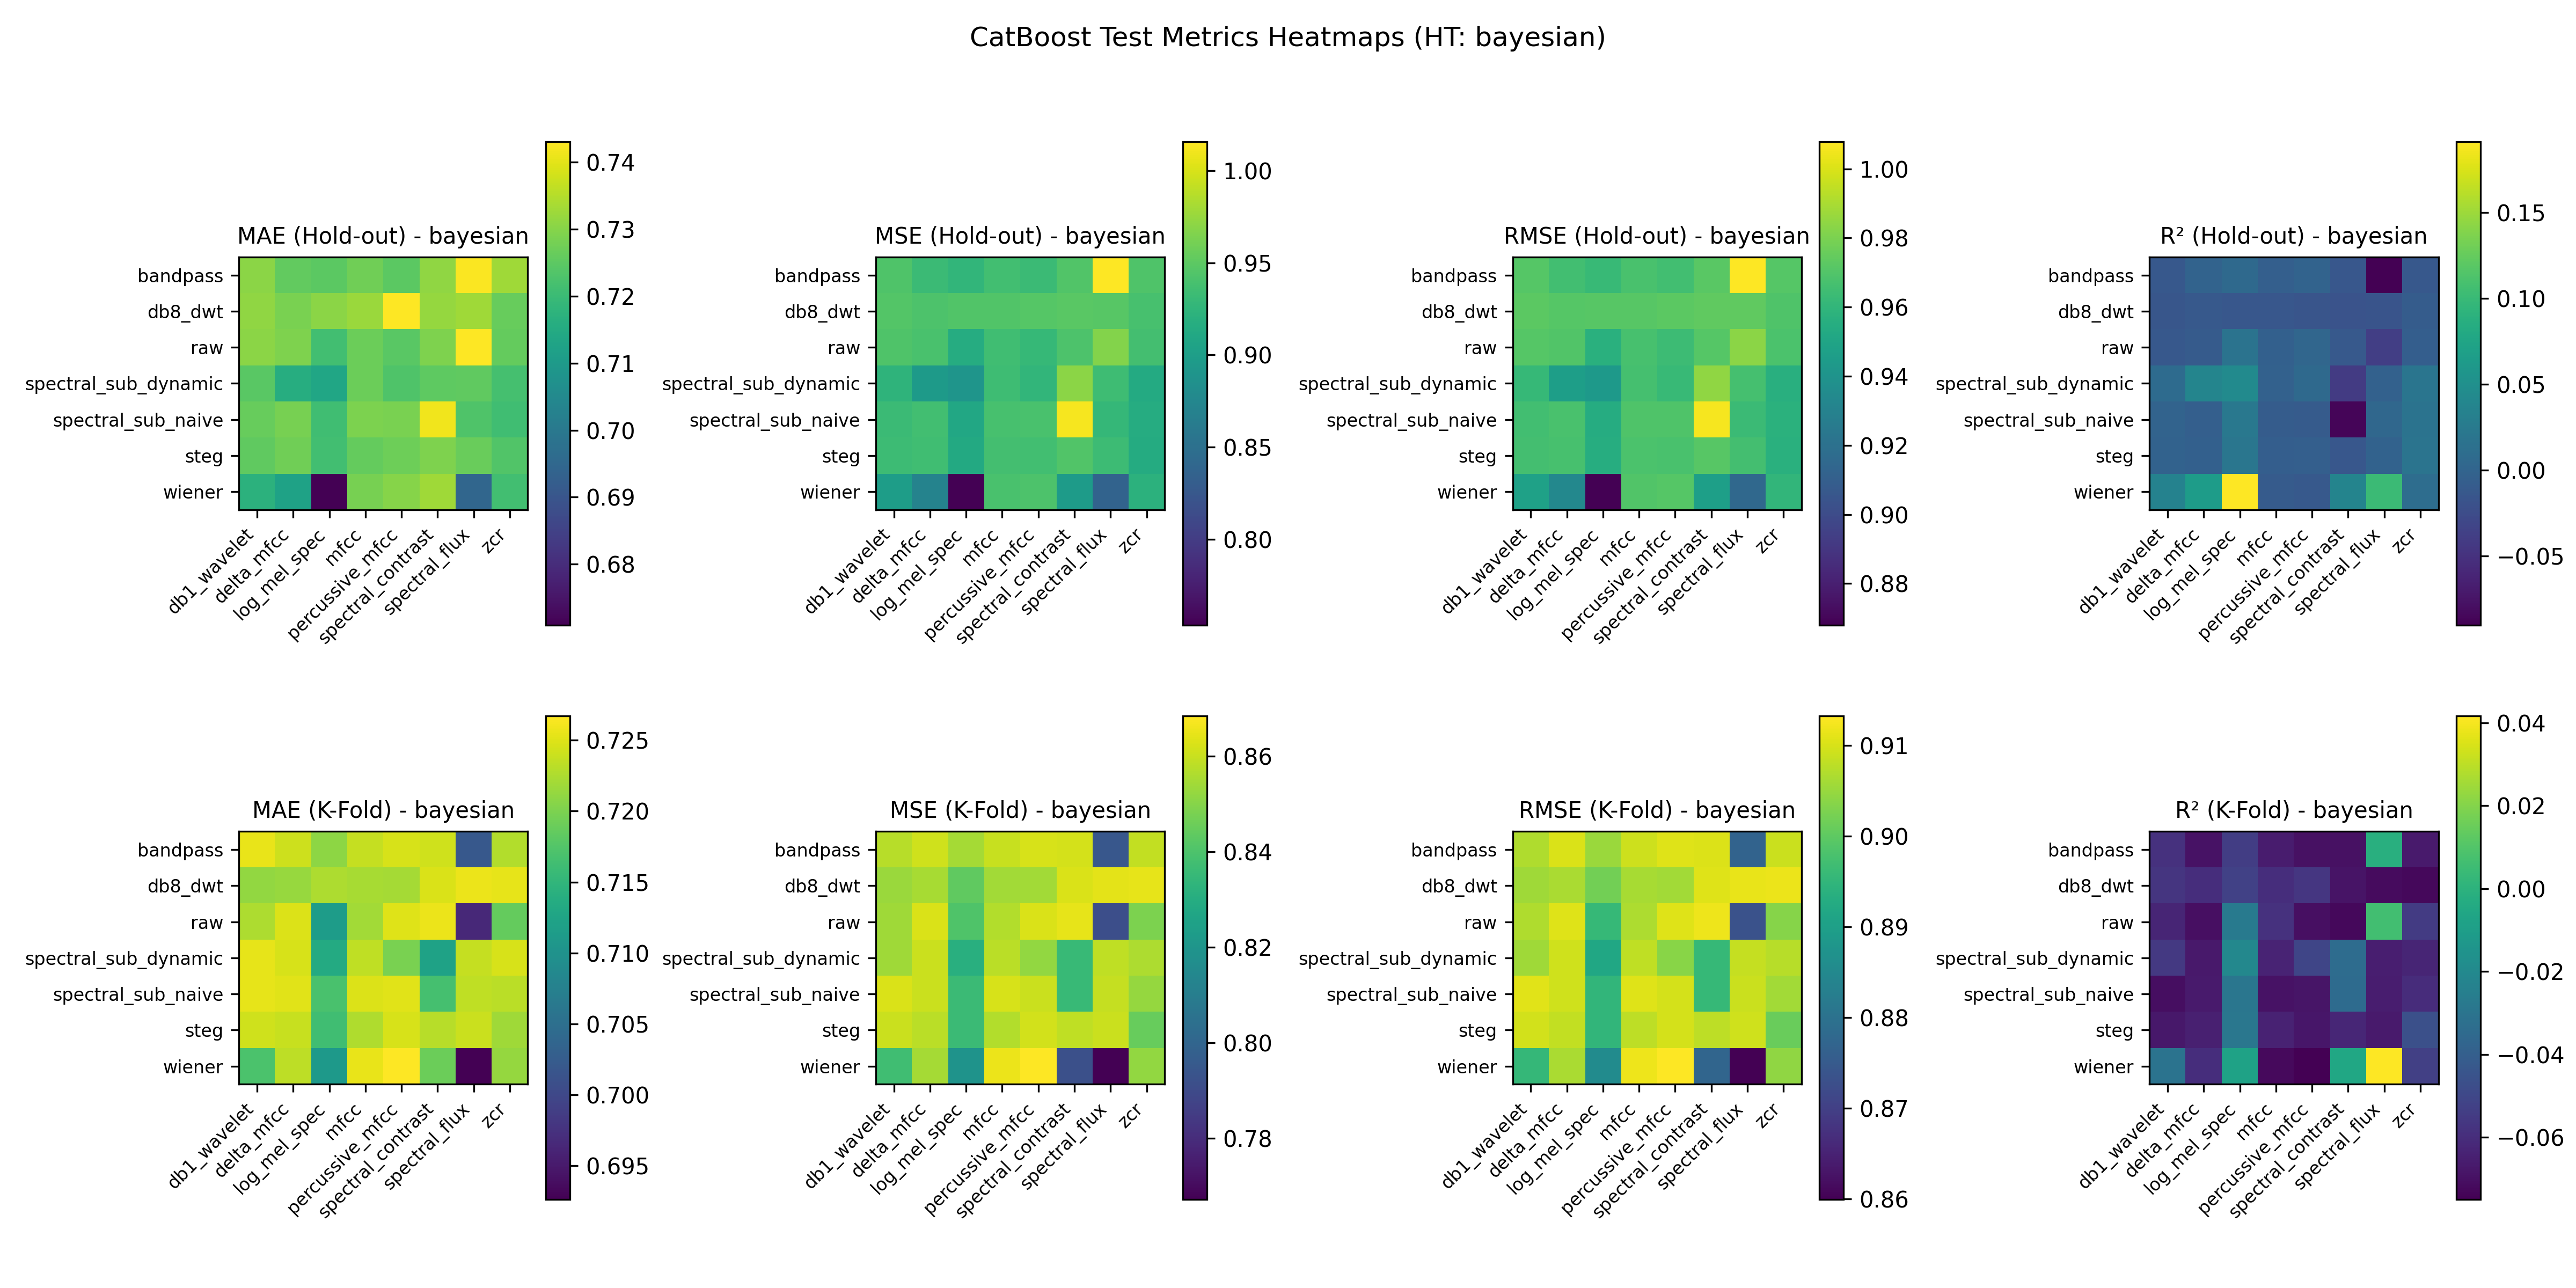 CatBoost Test Metrics Heatmaps (HT: bayesian)
MAE (Hold-out) - bayesian
bandpass
db8_dwt
raw
spectral_sub_dynamic
spectral_sub_naive
steg
wiener
db1_wavelet
delta_mfcc
log_mel_spec
mfcc
percussive_mfcc
spectral_contrast
spectral_flux
zcr
0.74
0.73
0.72
0.71
0.70
0.69
0.68
MSE (Hold-out) - bayesian
bandpass
db8_dwt
raw
spectral_sub_dynamic
spectral_sub_naive
steg
wiener
db1_wavelet
delta_mfcc
log_mel_spec
mfcc
percussive_mfcc
spectral_contrast
spectral_flux
zcr
1.00
0.95
0.90
0.85
0.80
RMSE (Hold-out) - bayesian
bandpass
db8_dwt
raw
spectral_sub_dynamic
spectral_sub_naive
steg
wiener
db1_wavelet
delta_mfcc
log_mel_spec
mfcc
percussive_mfcc
spectral_contrast
spectral_flux
zcr
1.00
0.98
0.96
0.94
0.92
0.90
0.88
R² (Hold-out) - bayesian
bandpass
db8_dwt
raw
spectral_sub_dynamic
spectral_sub_naive
steg
wiener
db1_wavelet
delta_mfcc
log_mel_spec
mfcc
percussive_mfcc
spectral_contrast
spectral_flux
zcr
0.15
0.10
0.05
0.00
−0.05
MAE (K-Fold) - bayesian
bandpass
db8_dwt
raw
spectral_sub_dynamic
spectral_sub_naive
steg
wiener
db1_wavelet
delta_mfcc
log_mel_spec
mfcc
percussive_mfcc
spectral_contrast
spectral_flux
zcr
0.725
0.720
0.715
0.710
0.705
0.700
0.695
MSE (K-Fold) - bayesian
bandpass
db8_dwt
raw
spectral_sub_dynamic
spectral_sub_naive
steg
wiener
db1_wavelet
delta_mfcc
log_mel_spec
mfcc
percussive_mfcc
spectral_contrast
spectral_flux
zcr
0.86
0.84
0.82
0.80
0.78
RMSE (K-Fold) - bayesian
bandpass
db8_dwt
raw
spectral_sub_dynamic
spectral_sub_naive
steg
wiener
db1_wavelet
delta_mfcc
log_mel_spec
mfcc
percussive_mfcc
spectral_contrast
spectral_flux
zcr
0.91
0.90
0.89
0.88
0.87
0.86
R² (K-Fold) - bayesian
bandpass
db8_dwt
raw
spectral_sub_dynamic
spectral_sub_naive
steg
wiener
db1_wavelet
delta_mfcc
log_mel_spec
mfcc
percussive_mfcc
spectral_contrast
spectral_flux
zcr
0.04
0.02
0.00
−0.02
−0.04
−0.06